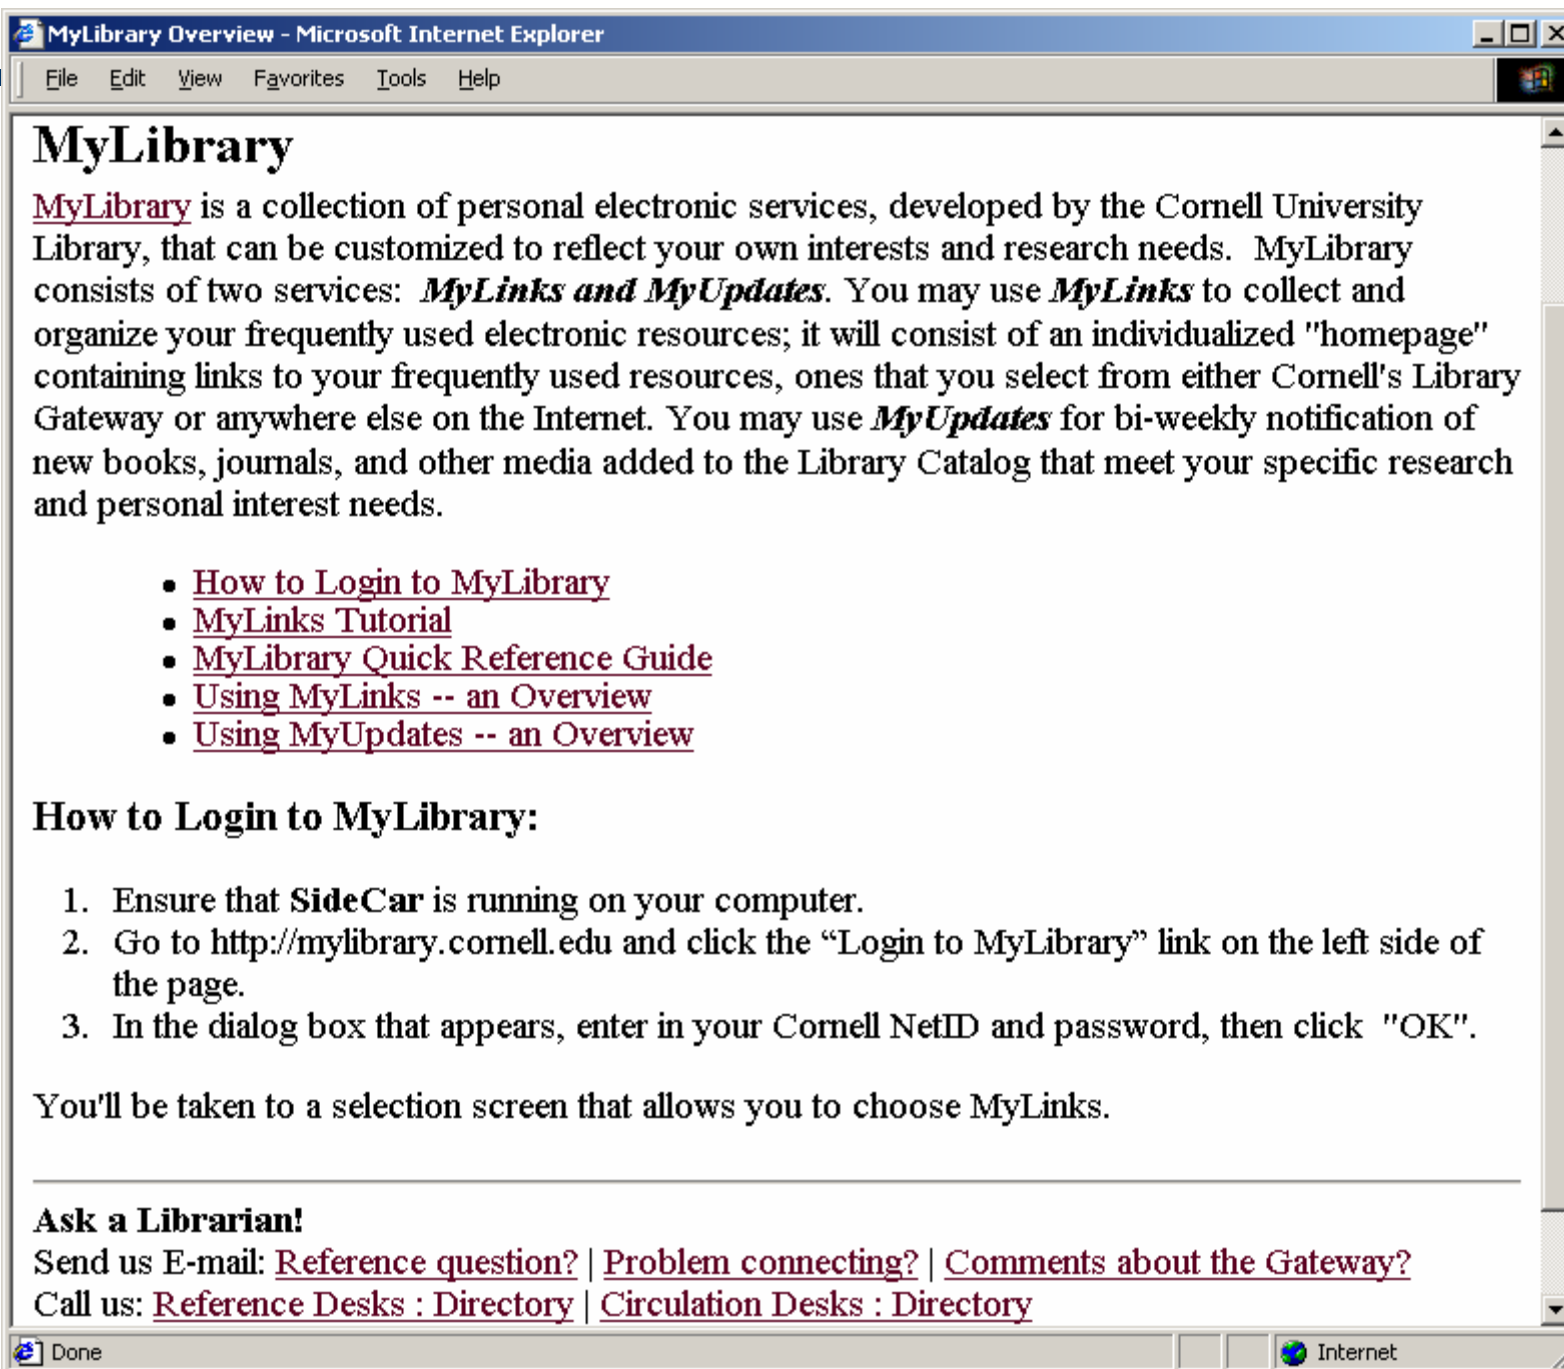 MyLibrary Overview - Microsoft Internet Explorer
File Edit View Favorites Tools Help
MyLibrary
MyLibrary is a collection of personal electronic services, developed by the Cornell University
Library, that can be customized to reflect your own interests and research needs.  MyLibrary
consists of two services:  MyLinks and MyUpdates. You may use MyLinks to collect and
organize your frequently used electronic resources; it will consist of an individualized "homepage"
containing links to your frequently used resources, ones that you select from either Cornell's Library
Gateway or anywhere else on the Internet. You may use MyUpdates for bi-weekly notification of
new books, journals, and other media added to the Library Catalog that meet your specific research
and personal interest needs.
• How to Login to MyLibrary
• MyLinks Tutorial
• MyLibrary Quick Reference Guide
• Using MyLinks -- an Overview
• Using MyUpdates -- an Overview
How to Login to MyLibrary:
1. Ensure that SideCar is running on your computer.
2. Go to http://mylibrary.cornell.edu and click the “Login to MyLibrary” link on the left side of
the page.
3. In the dialog box that appears, enter in your Cornell NetID and password, then click  "OK".
You'll be taken to a selection screen that allows you to choose MyLinks.
Ask a Librarian!
Send us E-mail: Reference question? | Problem connecting? | Comments about the Gateway?
Call us: Reference Desks : Directory | Circulation Desks : Directory
Done Internet